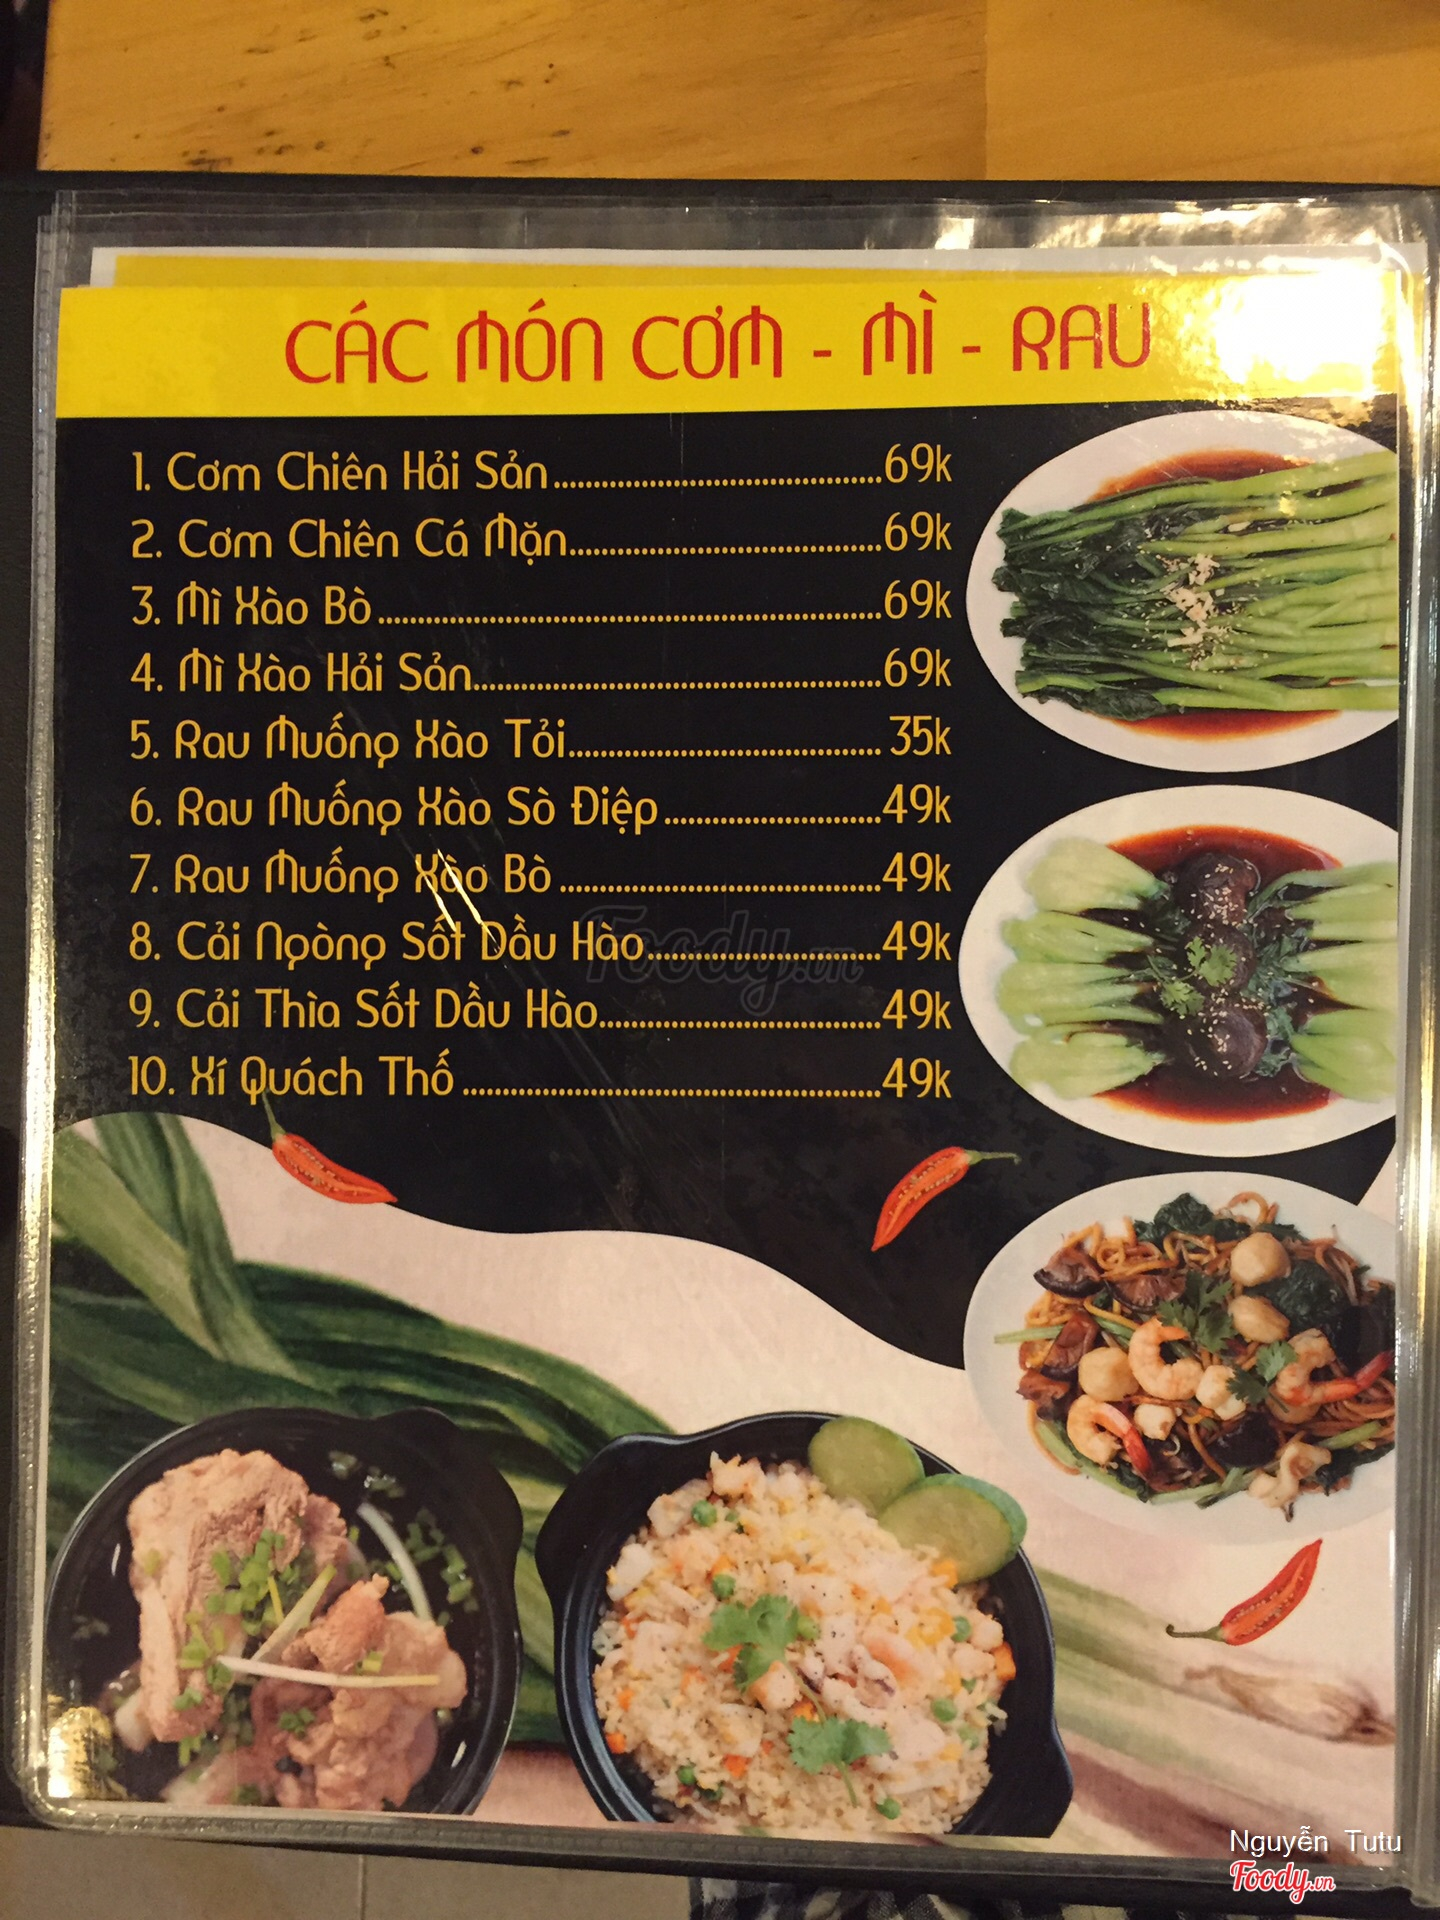 CÁC MÓN CƠM - MÌ - RAU
1. Cơm Chiên Hải Sản........................................69k
2. Cơm Chiên Cá Mặn......................................69k
3. Mì Xào Bò..............................................................69k
4. Mì Xào Hải Sản..................................................69k
5. Rau Muống Xào Tỏi...................................... 35k
6. Rau Muống Xào Sò Điệp..........................49k
7. Rau Muống Xào Bò.......................................49k
8. Cải Ngòng Sốt Dầu Hào............................49k
9. Cải Thìa Sốt Dầu Hào..................................49k
10. Xí Quách Thố...................................................49k
Foody.vn
Nguyễn Tutu
Foody.vn